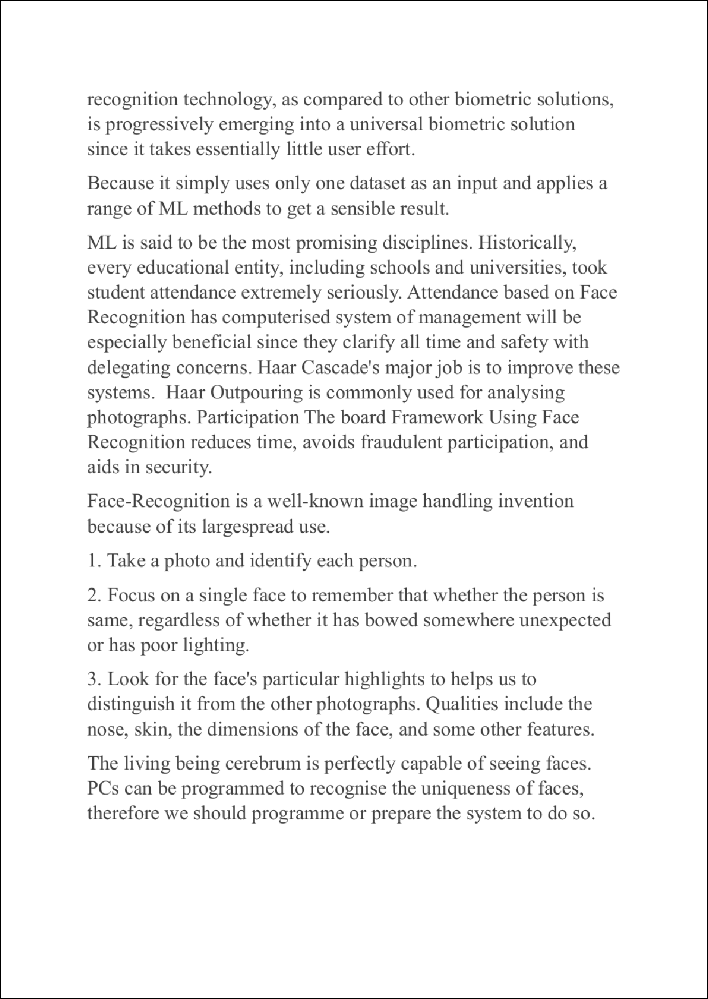 recognition technology, as compared to other biometric solutions,
is progressively emerging into a universal biometric solution
since it takes essentially little user effort.
Because it simply uses only one dataset as an input and applies a
range of ML methods to get a sensible result.
ML is said to be the most promising disciplines. Historically,
every educational entity, including schools and universities, took
student attendance extremely seriously. Attendance based on Face
Recognition has computerised system of management will be
especially beneficial since they clarify all time and safety with
delegating concerns. Haar Cascade's major job is to improve these
systems.  Haar Outpouring is commonly used for analysing
photographs. Participation The board Framework Using Face
Recognition reduces time, avoids fraudulent participation, and
aids in security.
Face-Recognition is a well-known image handling invention
because of its largespread use.
1. Take a photo and identify each person.
2. Focus on a single face to remember that whether the person is
same, regardless of whether it has bowed somewhere unexpected
or has poor lighting.
3. Look for the face's particular highlights to helps us to
distinguish it from the other photographs. Qualities include the
nose, skin, the dimensions of the face, and some other features.
The living being cerebrum is perfectly capable of seeing faces.
PCs can be programmed to recognise the uniqueness of faces,
therefore we should programme or prepare the system to do so.